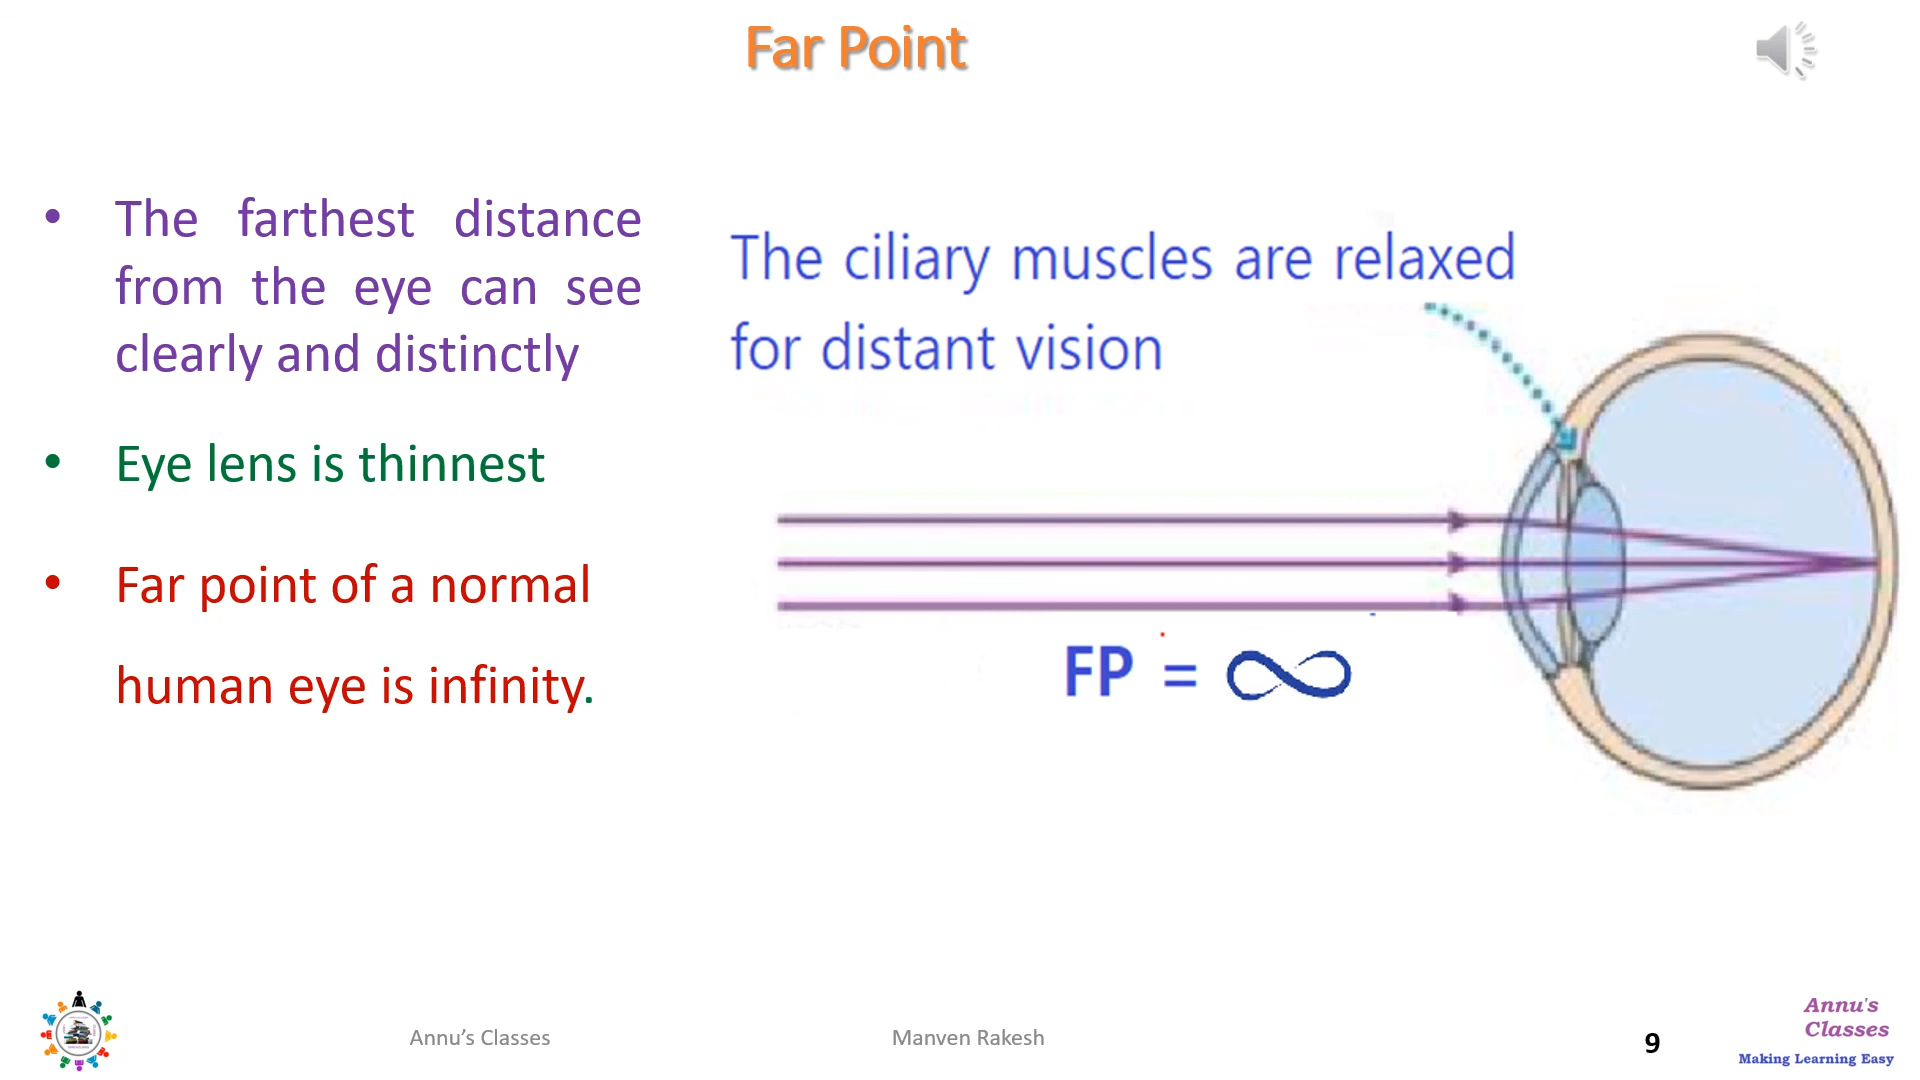 Far Point
• The farthest distance
from the eye can see
clearly and distinctly
• Eye lens is thinnest
• Far point of a normal
human eye is infinity.
The ciliary muscles are relaxed
for distant vision
FP = ∞
Annu’s Classes
Manven Rakesh
9
Annu's
Classes
Making Learning Easy